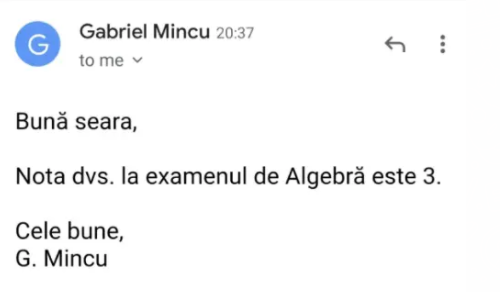 G
Gabriel Mincu 20:37
to me
Bună seara,
Nota dvs. la examenul de Algebră este 3.
Cele bune,
G. Mincu